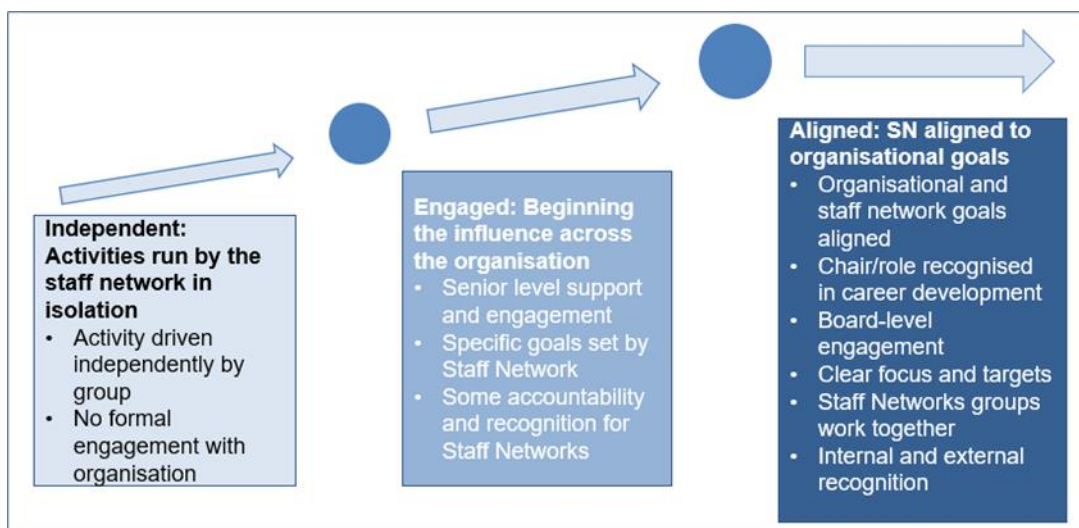 Independent:
Activities run by the
staff network in
isolation
• Activity driven
independently by
group
• No formal
engagement with
organisation
Engaged: Beginning
the influence across
the organisation
• Senior level support
and engagement
• Specific goals set by
Staff Network
• Some accountability
and recognition for
Staff Networks
Aligned: SN aligned to
organisational goals
• Organisational and
staff network goals
aligned
• Chair/role recognised
in career development
• Board-level
engagement
• Clear focus and targets
• Staff Networks groups
work together
• Internal and external
recognition